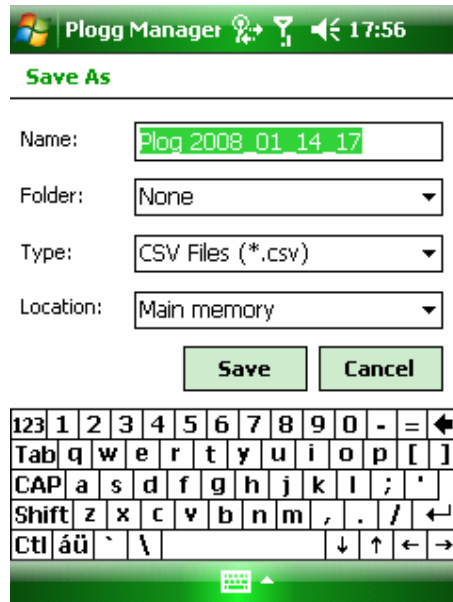 Plogg Manager 17:56
Save As
Name: Plog 2008_01_14_17
Folder: None
Type: CSV Files (*.csv)
Location: Main memory
Save Cancel
123 1 2 3 4 5 6 7 8 9 0 - = 
Tab q w e r t y u i o p [ ]
CAP a s d f g h j k l ; '
Shift z x c v b n m , . / ↵
Ctl áü ` \ ↓ ↑ ← →